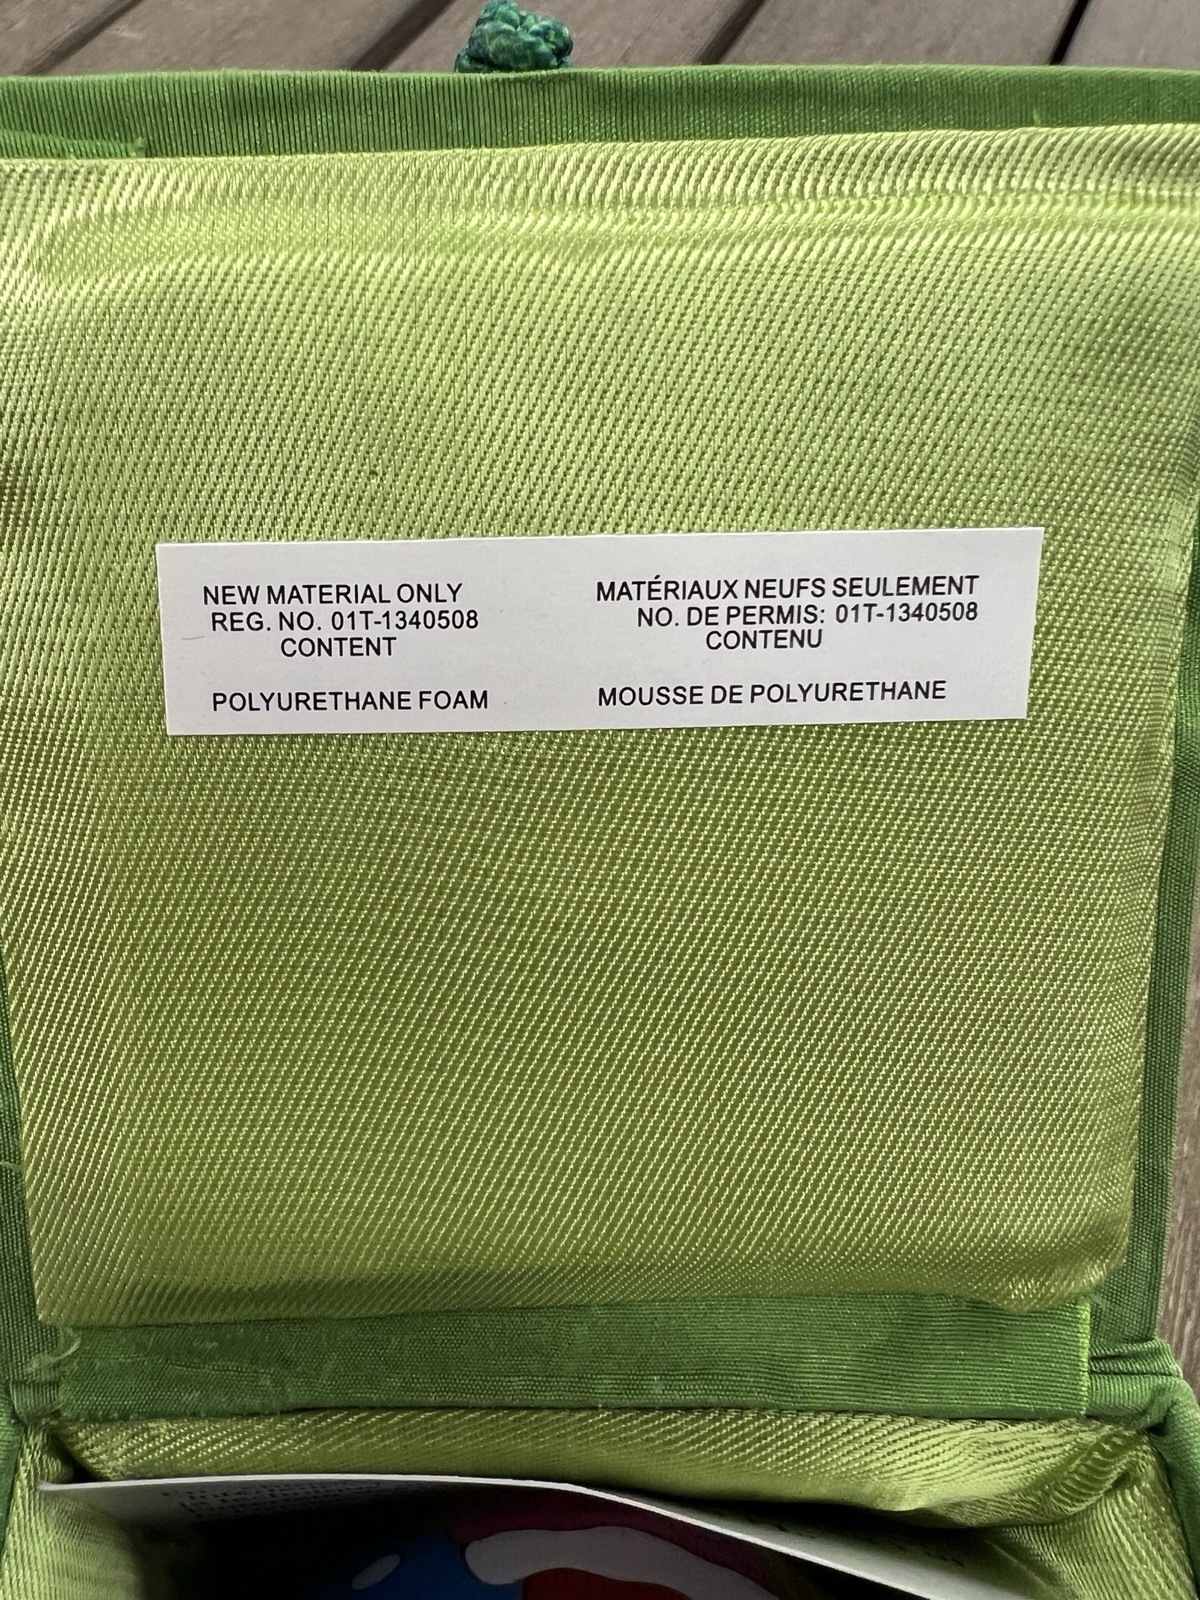 NEW MATERIAL ONLY
REG. NO. 01T-1340508
CONTENT
POLYURETHANE FOAM
MATÉRIAUX NEUFS SEULEMENT
NO. DE PERMIS: 01T-1340508
CONTENU
MOUSSE DE POLYURETHANE